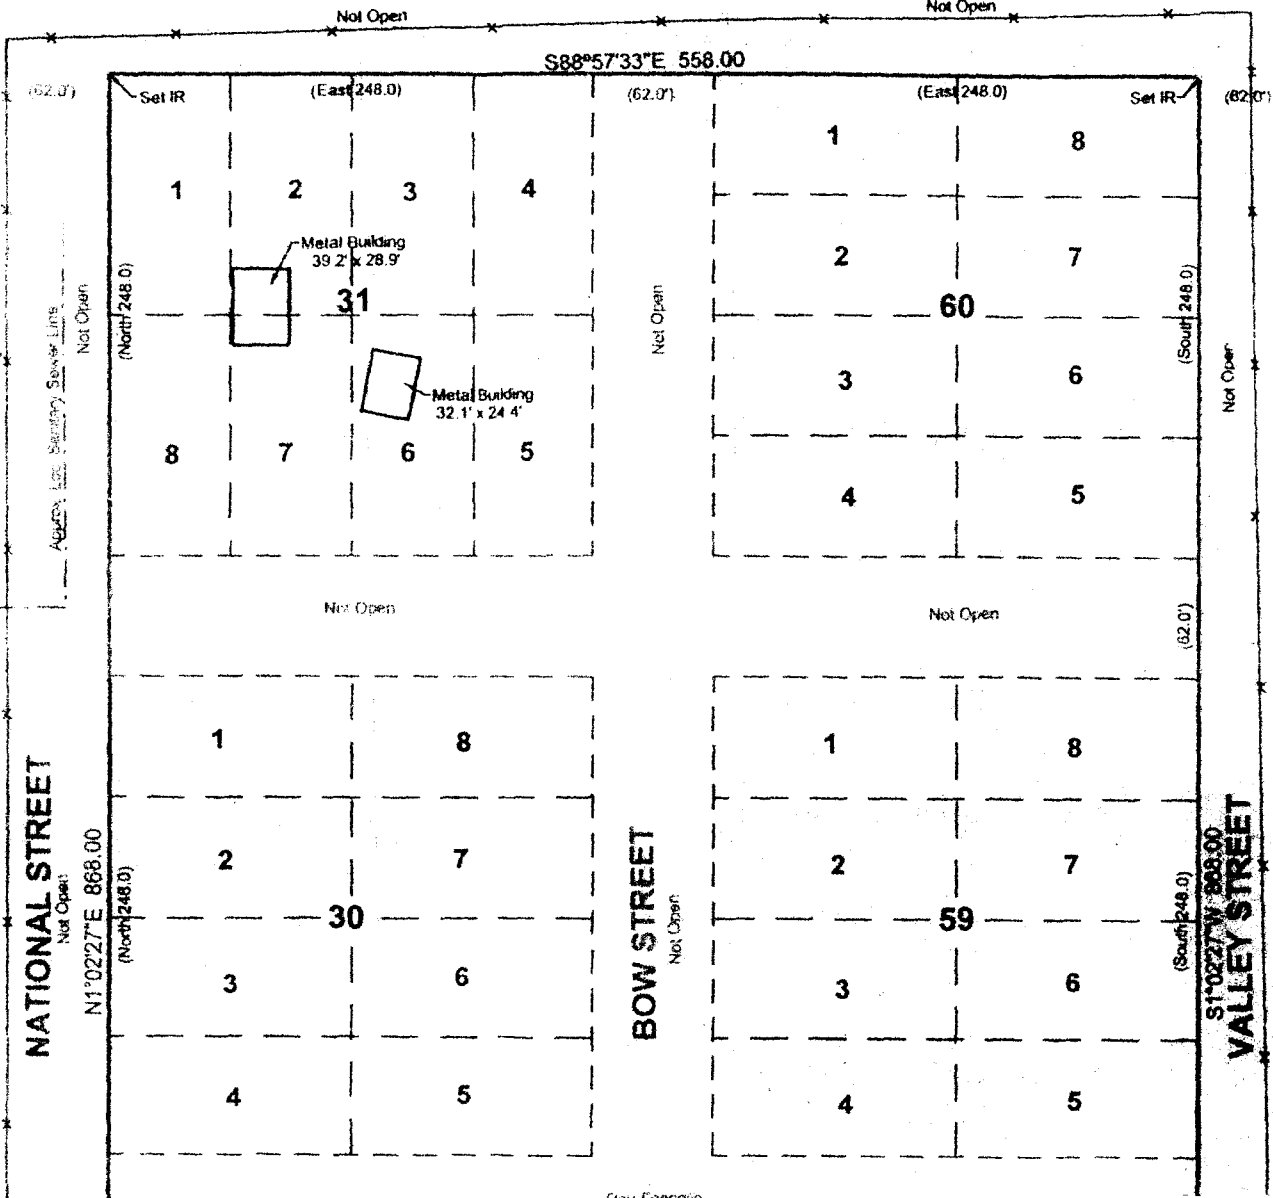 Not Open
Not Open
S88°57'33"E 558.00
(62.0')
Set IR
(East 248.0)
(62.0')
(East 248.0)
Set IR
(62.0')
1
2
3
4
1
8
Metal Building
39.2' x 28.9'
31
2
7
60
(North 248.0)
Not Open
Approx. Loc. Sanitary Sewer Line
Not Open
(South 248.0)
Not Open
Metal Building
32.1' x 24.4'
3
6
8
7
6
5
4
5
Not Open
Not Open
(62.0')
1
8
1
8
2
7
2
7
NATIONAL STREET
Not Open
N1°02'27"E 868.00
(North 248.0)
30
BOW STREET
Not Open
59
(South 248.0)
S1°02'27"W 868.00
VALLEY STREET
3
6
3
6
4
5
4
5